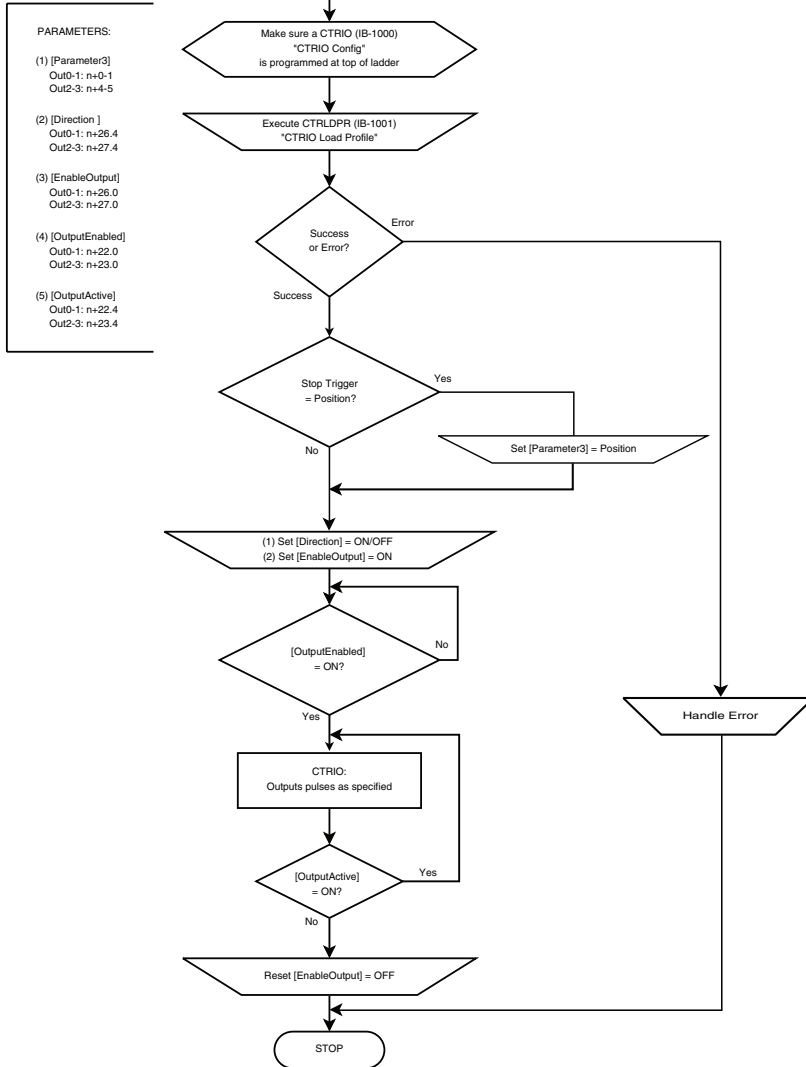 PARAMETERS:
(1) [Parameter3]
Out0-1: n+0-1
Out2-3: n+4-5
(2) [Direction ]
Out0-1: n+26.4
Out2-3: n+27.4
(3) [EnableOutput]
Out0-1: n+26.0
Out2-3: n+27.0
(4) [OutputEnabled]
Out0-1: n+22.0
Out2-3: n+23.0
(5) [OutputActive]
Out0-1: n+22.4
Out2-3: n+23.4
Make sure a CTRIO (IB-1000)
"CTRIO Config"
is programmed at top of ladder
Execute CTRLDPR (IB-1001)
"CTRIO Load Profile"
Success
or Error?
Error
Success
Stop Trigger
= Position?
Yes
No
Set [Parameter3] = Position
(1) Set [Direction] = ON/OFF
(2) Set [EnableOutput] = ON
[OutputEnabled]
= ON?
No
Yes
Handle Error
CTRIO:
Outputs pulses as specified
[OutputActive]
= ON?
Yes
No
Reset [EnableOutput] = OFF
STOP